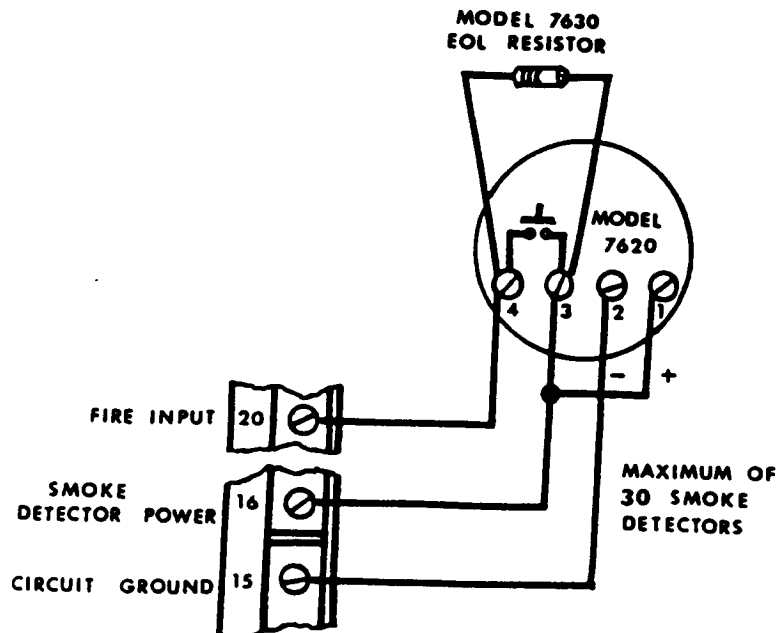 MODEL 7630
EOL RESISTOR
MODEL
7620
4
3
2
1
-
+
FIRE INPUT
20
SMOKE
DETECTOR POWER
16
MAXIMUM OF
30 SMOKE
DETECTORS
CIRCUIT GROUND
15